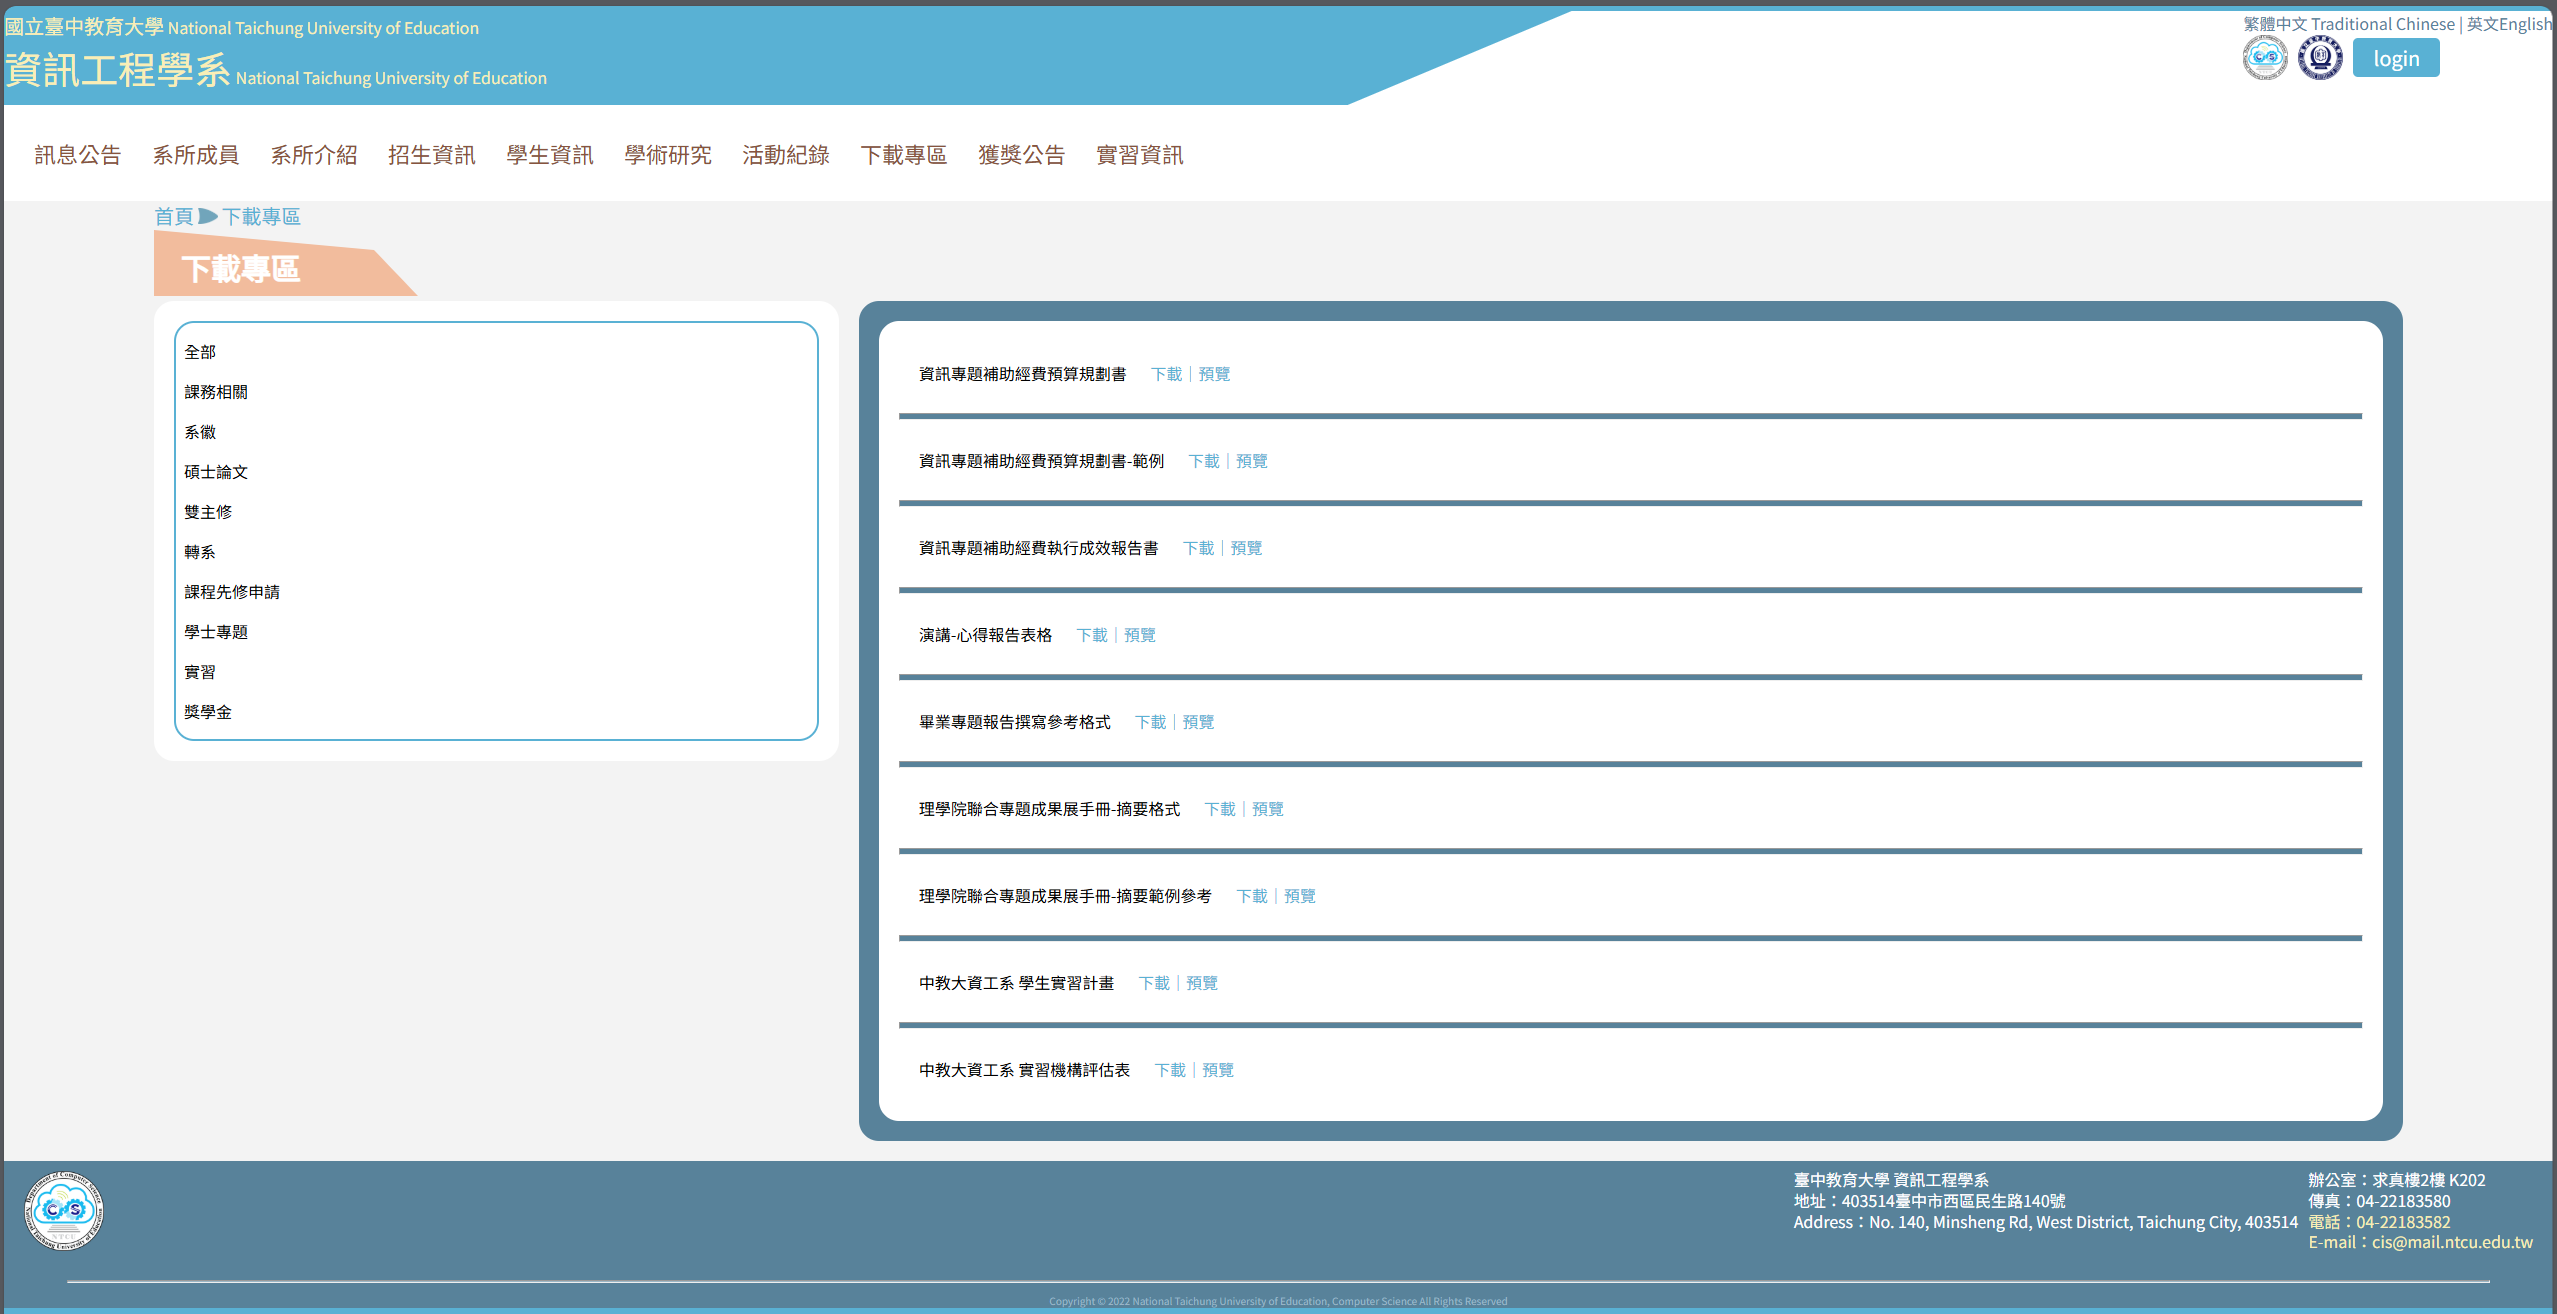 國立臺中教育大學 National Taichung University of Education
資訊工程學系 National Taichung University of Education
繁體中文 Traditional Chinese | 英文English
login
訊息公告 系所成員 系所介紹 招生資訊 學生資訊 學術研究 活動紀錄 下載專區 獲獎公告 實習資訊
首頁 下載專區
下載專區
全部
課務相關
系徽
碩士論文
雙主修
轉系
課程先修申請
學士專題
實習
獎學金
資訊專題補助經費預算規劃書 下載｜預覽
資訊專題補助經費預算規劃書-範例 下載｜預覽
資訊專題補助經費執行成效報告書 下載｜預覽
演講-心得報告表格 下載｜預覽
畢業專題報告撰寫參考格式 下載｜預覽
理學院聯合專題成果展手冊-摘要格式 下載｜預覽
理學院聯合專題成果展手冊-摘要範例參考 下載｜預覽
中教大資工系 學生實習計畫 下載｜預覽
中教大資工系 實習機構評估表 下載｜預覽
Department of Computer Science
CS
NTCU
National Taichung University of Education
臺中教育大學 資訊工程學系
地址：403514臺中市西區民生路140號
Address：No. 140, Minsheng Rd, West District, Taichung City, 403514
辦公室：求真樓2樓 K202
傳真：04-22183580
電話：04-22183582
E-mail：cis@mail.ntcu.edu.tw
Copyright © 2022 National Taichung University of Education, Computer Science All Rights Reserved